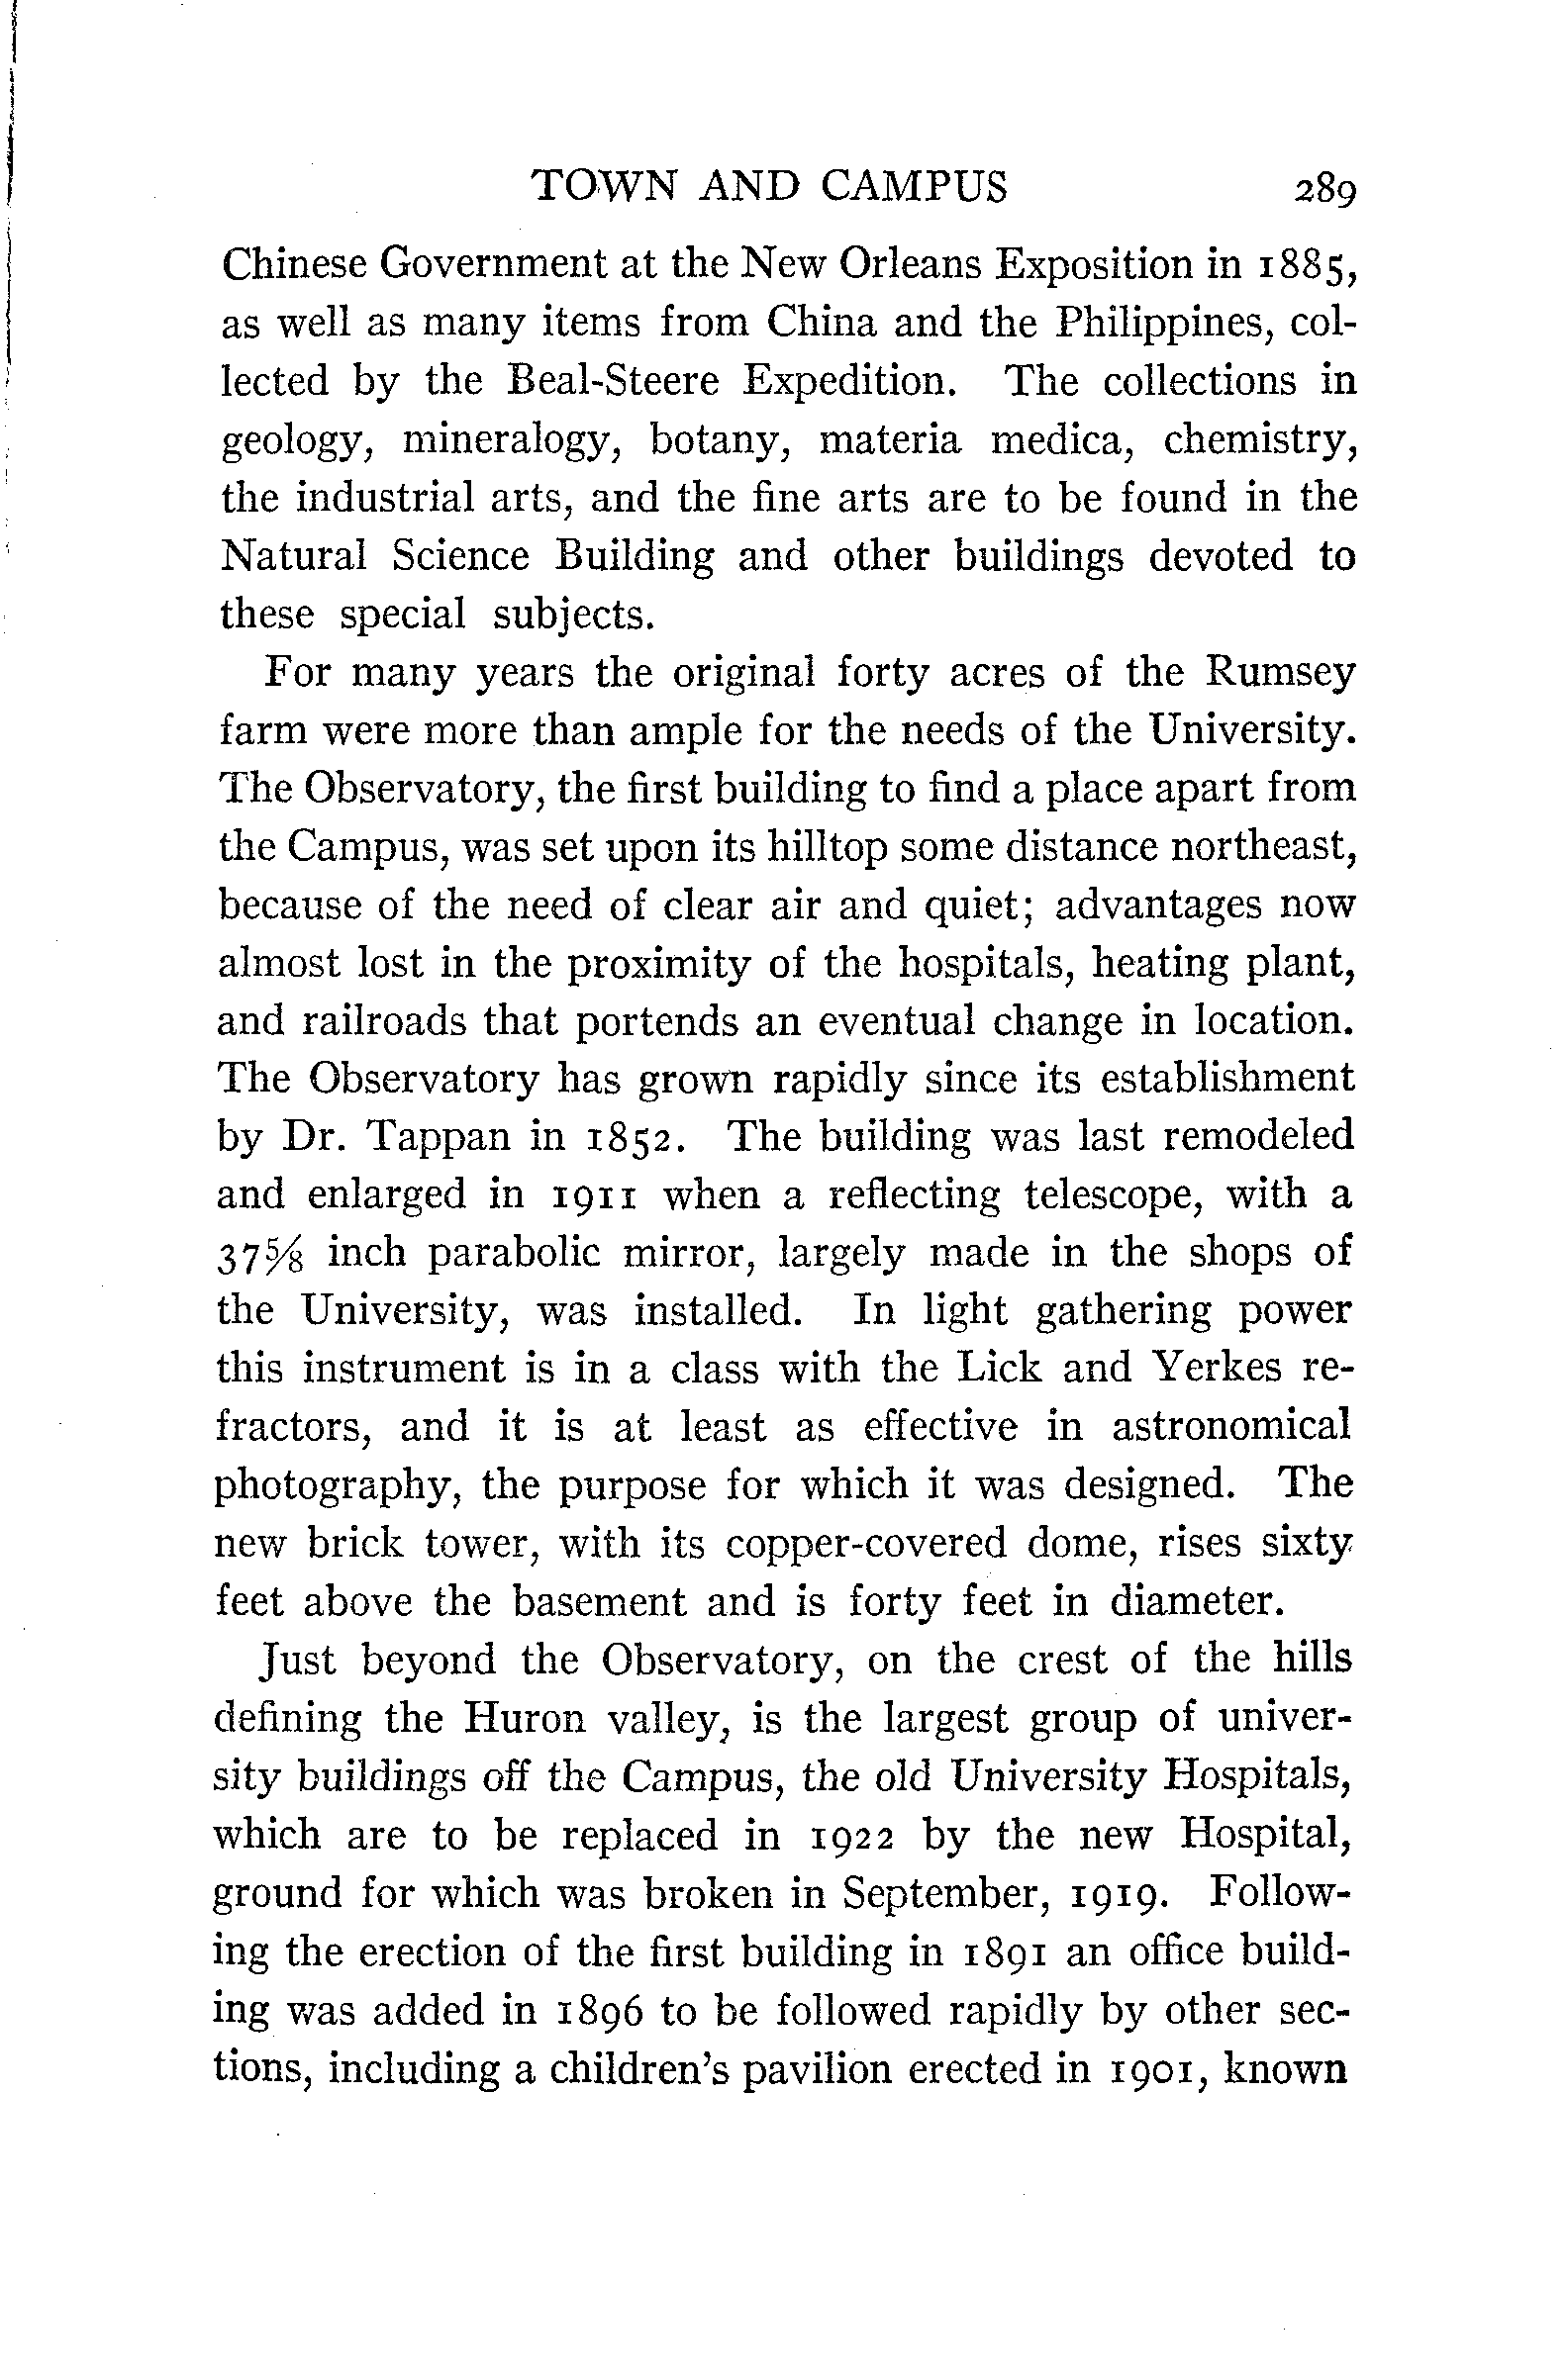 TOWN AND CAMPUS 289
Chinese Government at the New Orleans Exposition in 1885,
as well as many items from China and the Philippines, col-
lected by the Beal-Steere Expedition. The collections in
geology, mineralogy, botany, materia medica, chemistry,
the industrial arts, and the fine arts are to be found in the
Natural Science Building and other buildings devoted to
these special subjects.
For many years the original forty acres of the Rumsey
farm were more than ample for the needs of the University.
The Observatory, the first building to find a place apart from
the Campus, was set upon its hilltop some distance northeast,
because of the need of clear air and quiet; advantages now
almost lost in the proximity of the hospitals, heating plant,
and railroads that portends an eventual change in location.
The Observatory has grown rapidly since its establishment
by Dr. Tappan in 1852. The building was last remodeled
and enlarged in 1911 when a reflecting telescope, with a
37⅝ inch parabolic mirror, largely made in the shops of
the University, was installed. In light gathering power
this instrument is in a class with the Lick and Yerkes re-
fractors, and it is at least as effective in astronomical
photography, the purpose for which it was designed. The
new brick tower, with its copper-covered dome, rises sixty
feet above the basement and is forty feet in diameter.
Just beyond the Observatory, on the crest of the hills
defining the Huron valley, is the largest group of univer-
sity buildings off the Campus, the old University Hospitals,
which are to be replaced in 1922 by the new Hospital,
ground for which was broken in September, 1919. Follow-
ing the erection of the first building in 1891 an office build-
ing was added in 1896 to be followed rapidly by other sec-
tions, including a children's pavilion erected in 1901, known